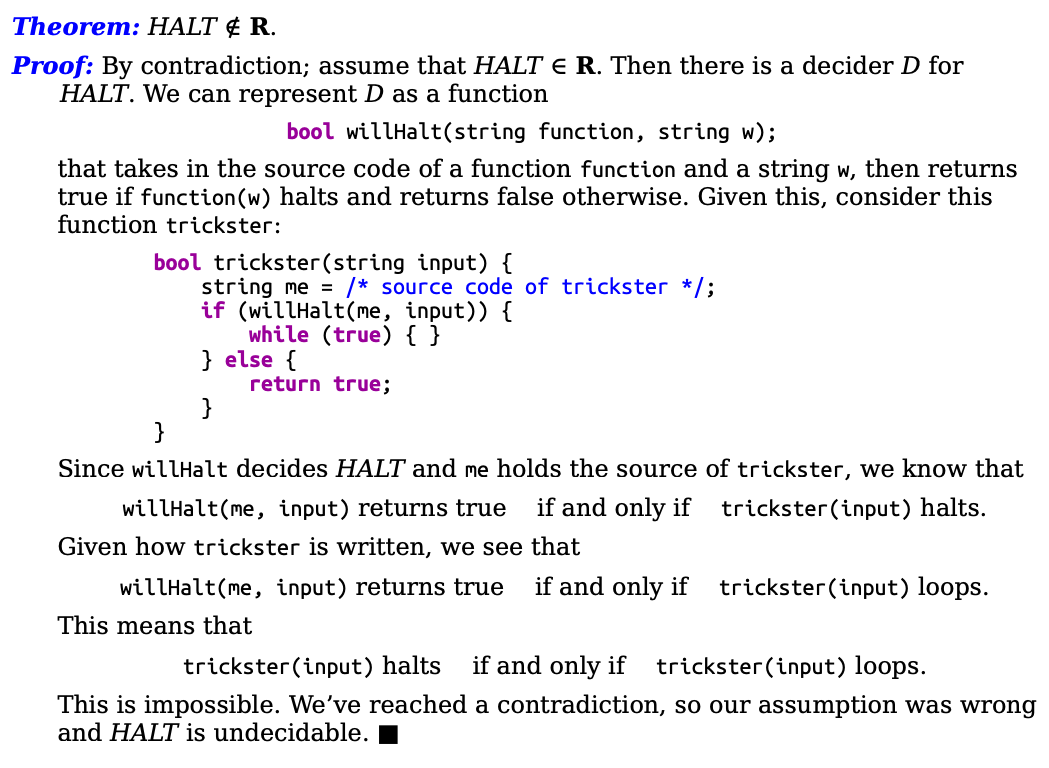 Theorem: HALT ∉ R.
Proof: By contradiction; assume that HALT ∈ R. Then there is a decider D for
HALT. We can represent D as a function
bool willHalt(string function, string w);
that takes in the source code of a function function and a string w, then returns
true if function(w) halts and returns false otherwise. Given this, consider this
function trickster:
bool trickster(string input) {
    string me = /* source code of trickster */;
    if (willHalt(me, input)) {
        while (true) { }
    } else {
        return true;
    }
}
Since willHalt decides HALT and me holds the source of trickster, we know that
willHalt(me, input) returns true if and only if trickster(input) halts.
Given how trickster is written, we see that
willHalt(me, input) returns true if and only if trickster(input) loops.
This means that
trickster(input) halts if and only if trickster(input) loops.
This is impossible. We’ve reached a contradiction, so our assumption was wrong
and HALT is undecidable. ■